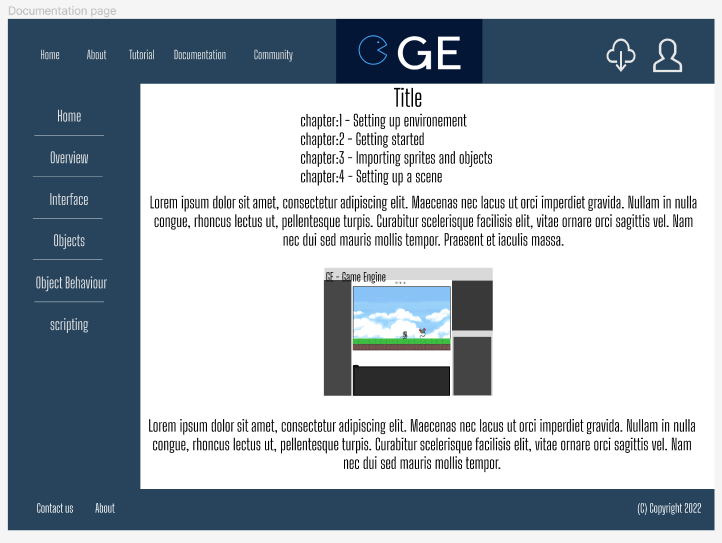 Documentation page
Home About Tutorial Documentation Community GE
Home
Overview
Interface
Objects
Object Behaviour
scripting
Title
chapter:1 - Setting up environement
chapter:2 - Getting started
chapter:3 - Importing sprites and objects
chapter:4 - Setting up a scene
Lorem ipsum dolor sit amet, consectetur adipiscing elit. Maecenas nec lacus ut orci imperdiet gravida. Nullam in nulla
congue, rhoncus lectus ut, pellentesque turpis. Curabitur scelerisque facilisis elit, vitae ornare orci sagittis vel. Nam
nec dui sed mauris mollis tempor. Praesent et iaculis massa.
GE - Game Engine
Lorem ipsum dolor sit amet, consectetur adipiscing elit. Maecenas nec lacus ut orci imperdiet gravida. Nullam in nulla
congue, rhoncus lectus ut, pellentesque turpis. Curabitur scelerisque facilisis elit, vitae ornare orci sagittis vel. Nam
nec dui sed mauris mollis tempor.
Contact us About (C) Copyright 2022